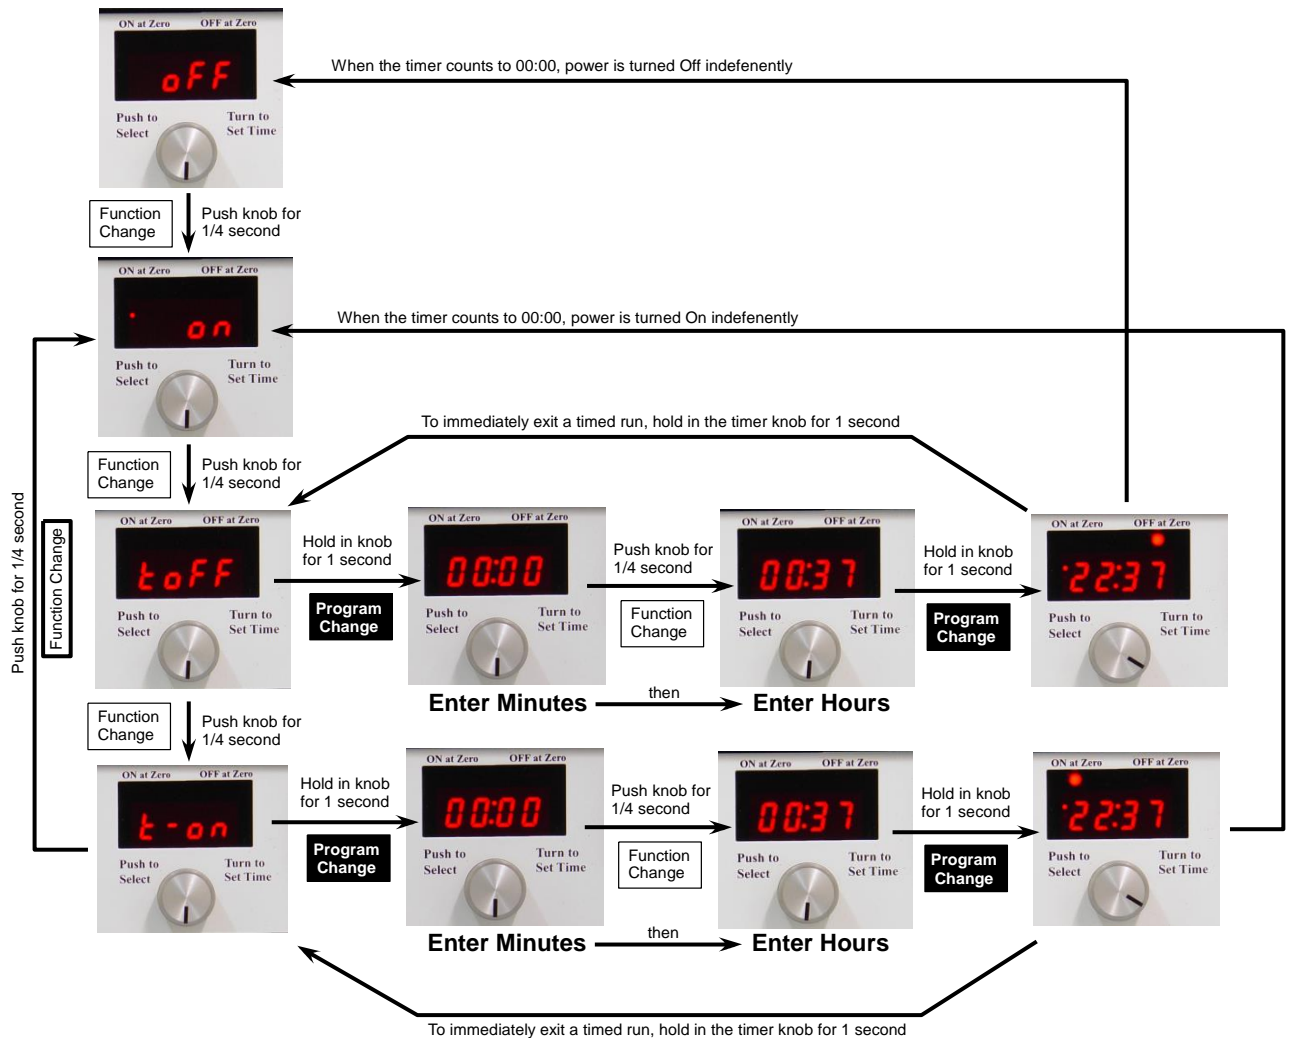 ON at Zero OFF at Zero
oFF
Push to Select
Turn to Set Time
When the timer counts to 00:00, power is turned Off indefenently
Function Change
Push knob for 1/4 second
ON at Zero OFF at Zero
on
Push to Select
Turn to Set Time
When the timer counts to 00:00, power is turned On indefenently
Push knob for 1/4 second
Function Change
Function Change
Push knob for 1/4 second
To immediately exit a timed run, hold in the timer knob for 1 second
ON at Zero OFF at Zero
toFF
Push to Select
Turn to Set Time
Hold in knob for 1 second
Program Change
ON at Zero OFF at Zero
00:00
Push to Select
Turn to Set Time
Push knob for 1/4 second
Function Change
ON at Zero OFF at Zero
00:37
Push to Select
Turn to Set Time
Hold in knob for 1 second
Program Change
ON at Zero OFF at Zero
22:37
Push to Select
Turn to Set Time
Enter Minutes
then
Enter Hours
Function Change
Push knob for 1/4 second
ON at Zero OFF at Zero
t-on
Push to Select
Turn to Set Time
Hold in knob for 1 second
Program Change
ON at Zero OFF at Zero
00:00
Push to Select
Turn to Set Time
Push knob for 1/4 second
Function Change
ON at Zero OFF at Zero
00:37
Push to Select
Turn to Set Time
Hold in knob for 1 second
Program Change
ON at Zero OFF at Zero
22:37
Push to Select
Turn to Set Time
Enter Minutes
then
Enter Hours
To immediately exit a timed run, hold in the timer knob for 1 second